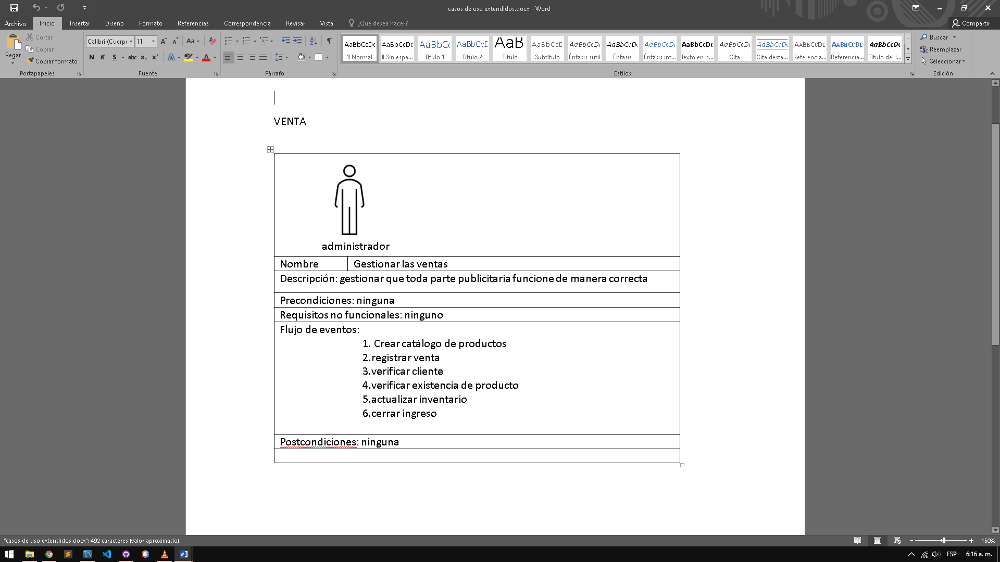 casos de uso extendidos.docx - Word
Archivo Inicio Insertar Diseño Formato Referencias Correspondencia Revisar Vista ¿Qué desea hacer? Compartir
Pegar
Cortar
Copiar
Copiar formato
Portapapeles
Calibri (Cuerpo 11
Fuente
Párrafo
AaBbCcDc AaBbCcDc AaBbCc AaBbCcD AaB AaBbCcD AaBbCcDc AaBbCcDc AaBbCcDc AaBbCcDc AaBbCcDc AaBbCcDc AABBCCDE AABBCCDE AaBbCcDc
¶ Normal ¶ Sin espa... Título 1 Título 2 Título Subtítulo Énfasis sutil Énfasis Énfasis int... Texto en n... Cita Cita desta... Referencia... Referencia... Título del l...
Estilos
Buscar
Reemplazar
Seleccionar
Edición
VENTA
administrador
Nombre Gestionar las ventas
Descripción: gestionar que toda parte publicitaria funcione de manera correcta
Precondiciones: ninguna
Requisitos no funcionales: ninguno
Flujo de eventos:
1. Crear catálogo de productos
2.registrar venta
3.verificar cliente
4.verificar existencia de producto
5.actualizar inventario
6.cerrar ingreso
Postcondiciones: ninguna
"casos de uso extendidos.docx": 492 caracteres (valor aproximado).
150%
ESP 6:16 a. m.